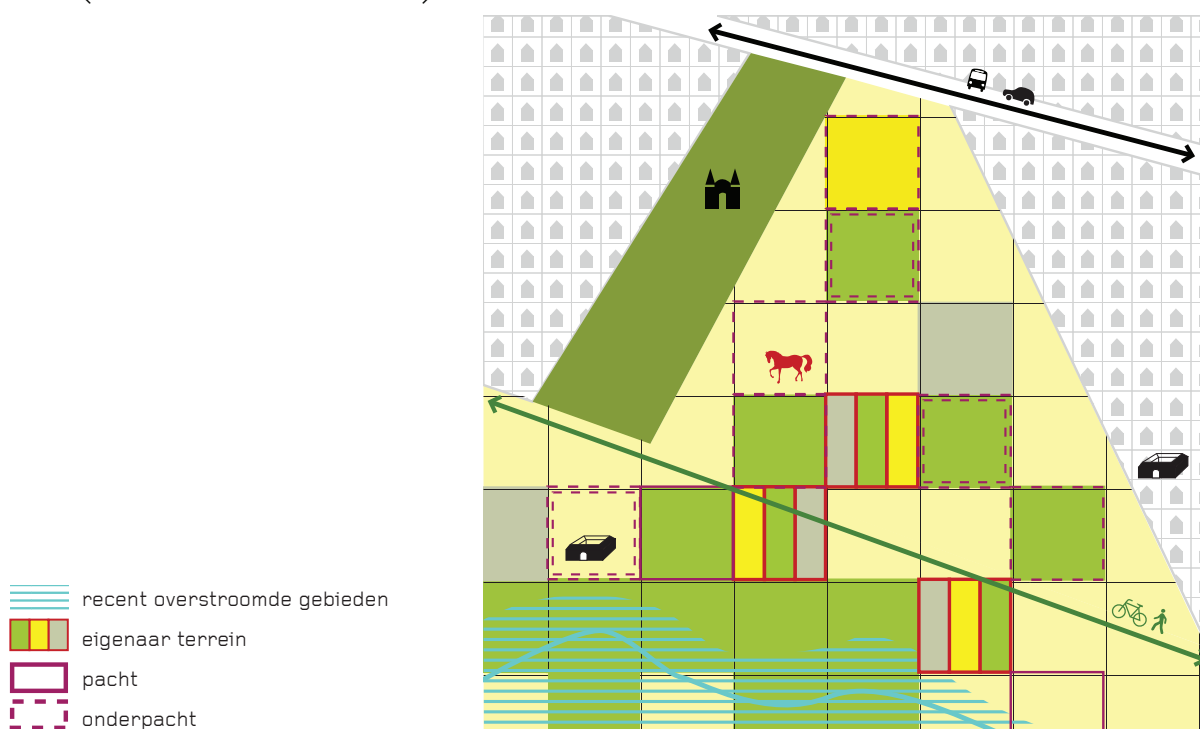 recent overstroomde gebieden
eigenaar terrein
pacht
onderpacht